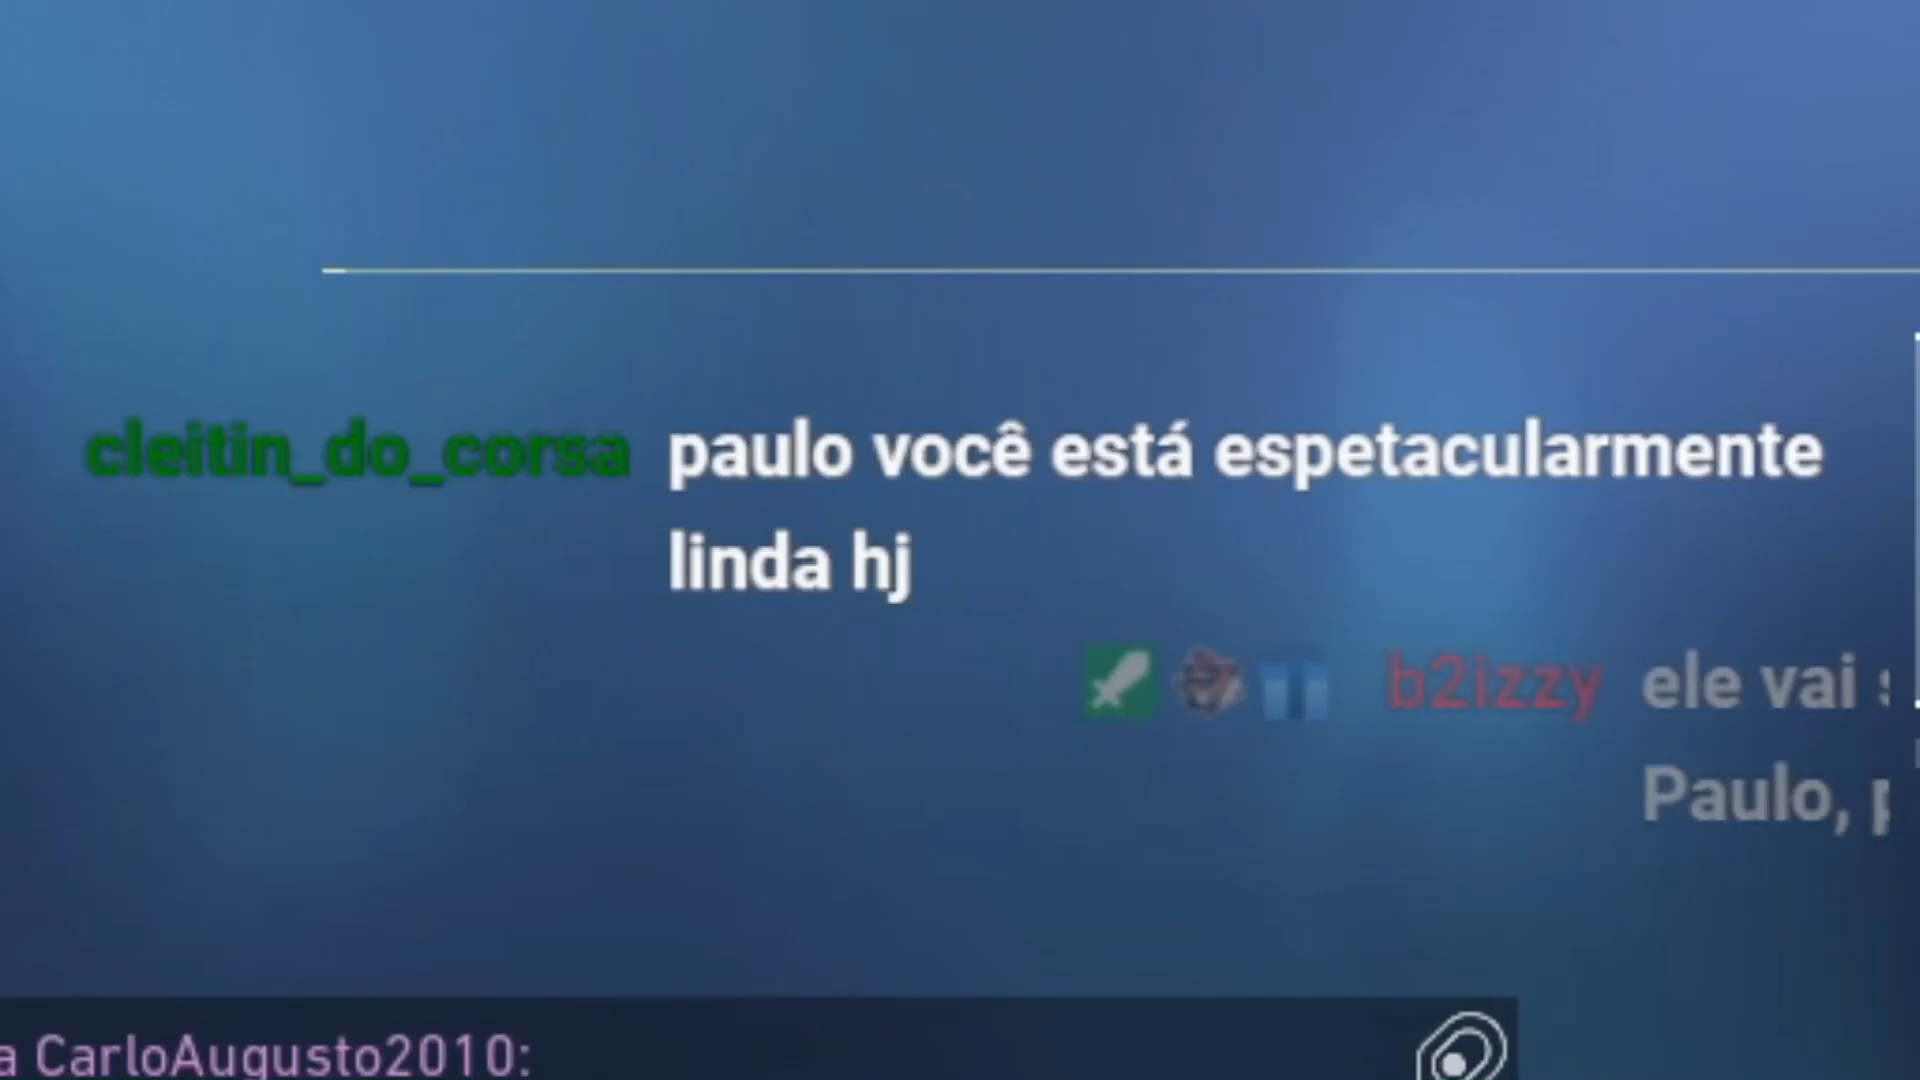 cleitin_do_corsa paulo você está espetacularmente
linda hj
b2izzy ele vai
Paulo,
a CarloAugusto2010: